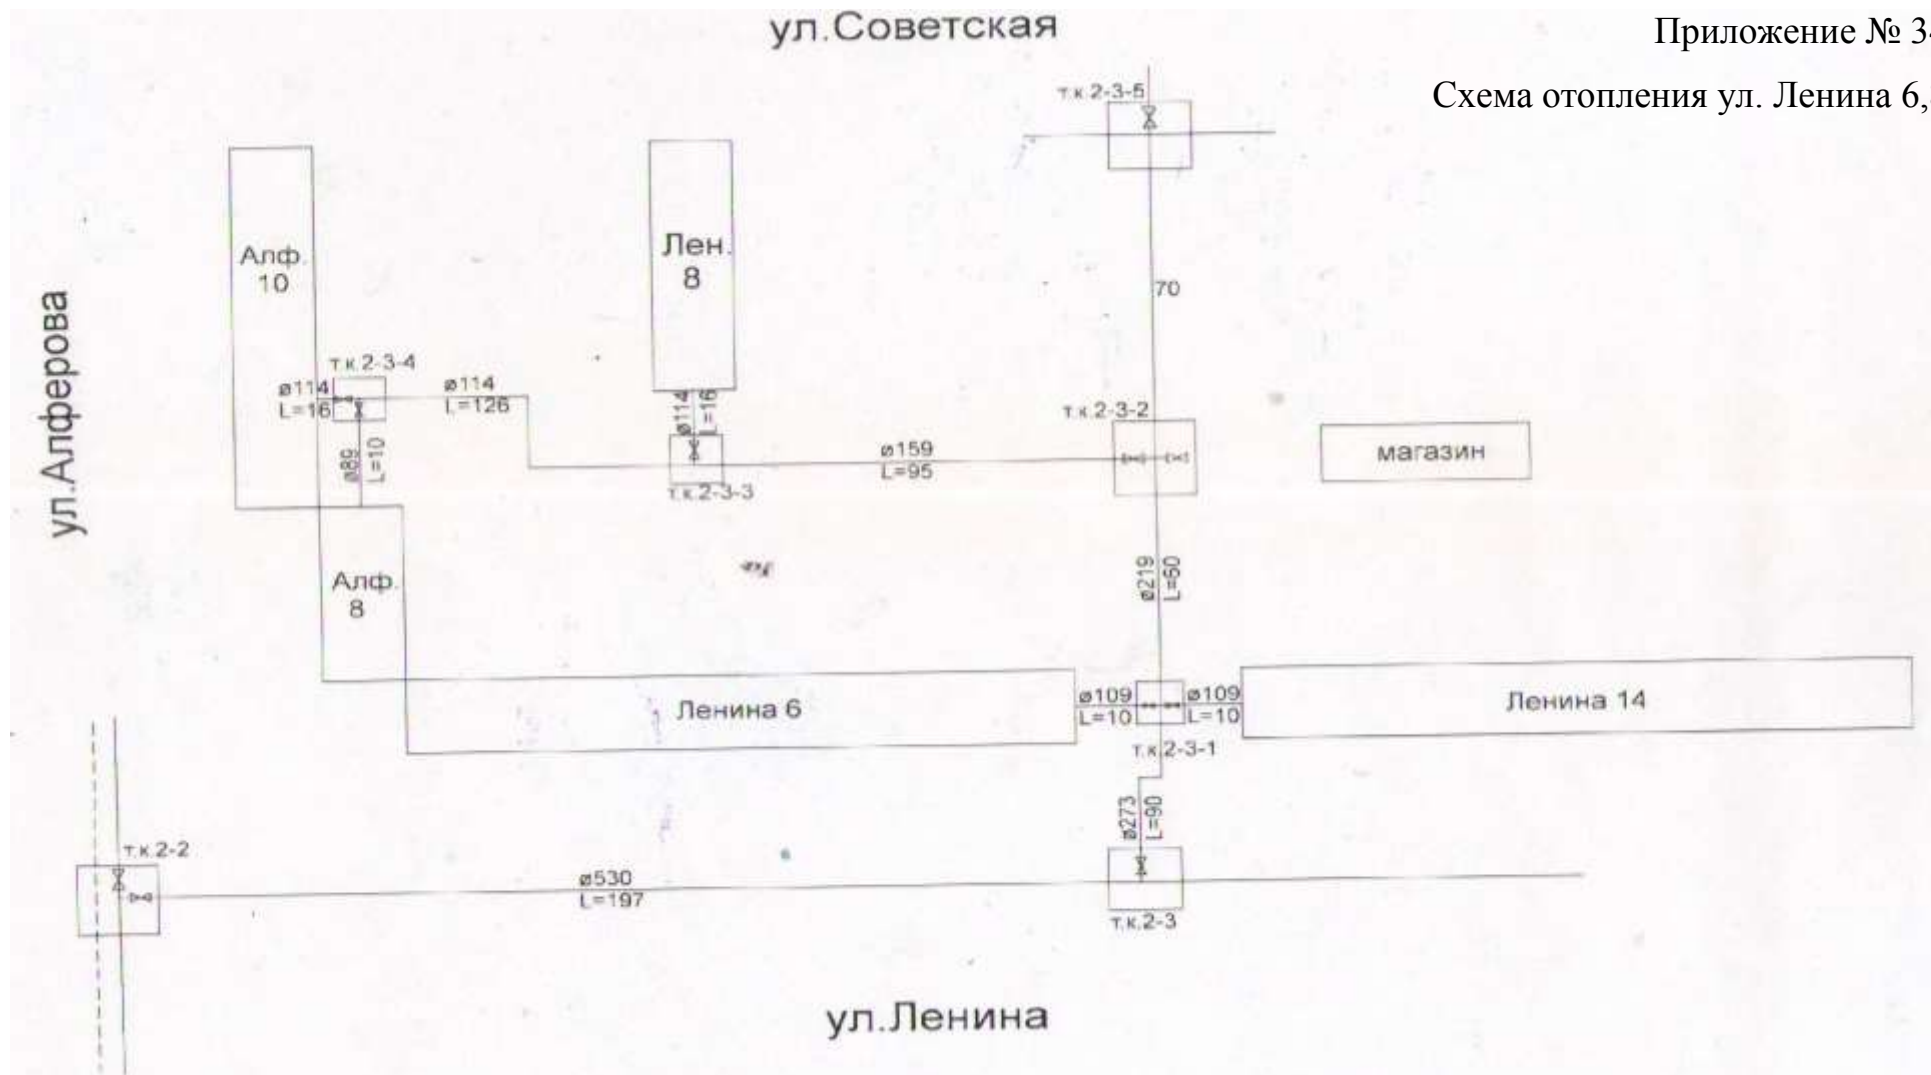 ул.Советская
Приложение № 34
Схема отопления ул. Ленина 6,
т.к.2-3-5
Алф.
10
Лен.
8
70
ул.Алферова
т.к.2-3-4
ø114
L=16
ø114
L=126
ø114
L=16
т.к.2-3-2
ø159
L=95
магазин
ø89
L=10
т.к.2-3-3
Алф.
8
ø219
L=60
Ленина 6
ø109
L=10
ø109
L=10
Ленина 14
т.к.2-3-1
ø273
L=90
т.к.2-2
ø530
L=197
т.к.2-3
ул.Ленина